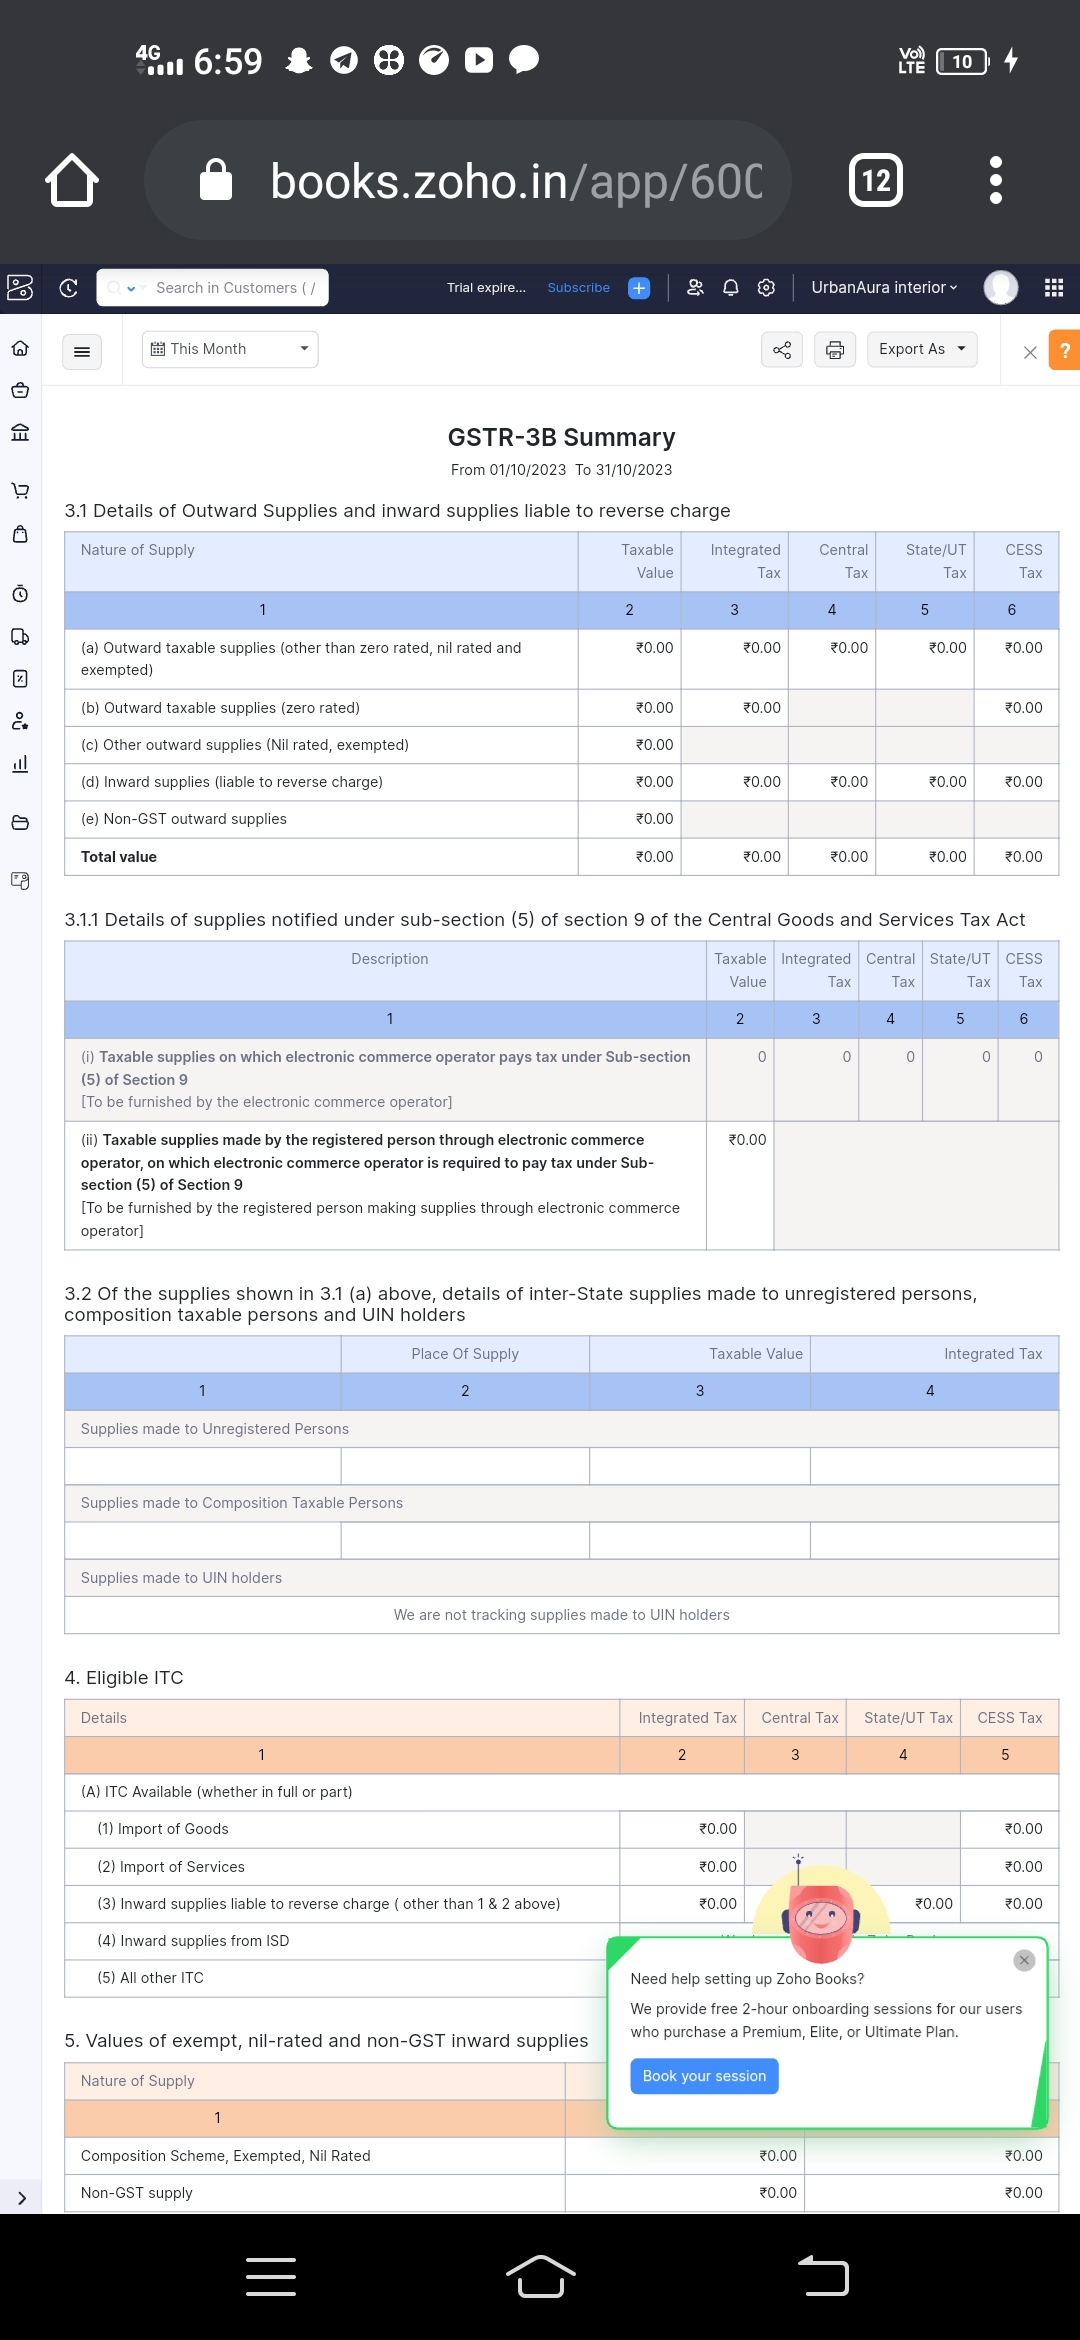 4G 6:59 Vo)) LTE 10
books.zoho.in/app/600 12
Search in Customers ( / Trial expire... Subscribe UrbanAura interior
This Month Export As ?
GSTR-3B Summary
From 01/10/2023 To 31/10/2023
3.1 Details of Outward Supplies and inward supplies liable to reverse charge
Nature of Supply Taxable Value Integrated Tax Central Tax State/UT Tax CESS Tax
1 2 3 4 5 6
(a) Outward taxable supplies (other than zero rated, nil rated and ₹0.00 ₹0.00 ₹0.00 ₹0.00 ₹0.00
exempted)
(b) Outward taxable supplies (zero rated) ₹0.00 ₹0.00 ₹0.00
(c) Other outward supplies (Nil rated, exempted) ₹0.00
(d) Inward supplies (liable to reverse charge) ₹0.00 ₹0.00 ₹0.00 ₹0.00 ₹0.00
(e) Non-GST outward supplies ₹0.00
Total value ₹0.00 ₹0.00 ₹0.00 ₹0.00 ₹0.00
3.1.1 Details of supplies notified under sub-section (5) of section 9 of the Central Goods and Services Tax Act
Description Taxable Value Integrated Tax Central Tax State/UT Tax CESS Tax
1 2 3 4 5 6
(i) Taxable supplies on which electronic commerce operator pays tax under Sub-section 0 0 0 0 0
(5) of Section 9
[To be furnished by the electronic commerce operator]
(ii) Taxable supplies made by the registered person through electronic commerce ₹0.00
operator, on which electronic commerce operator is required to pay tax under Sub-
section (5) of Section 9
[To be furnished by the registered person making supplies through electronic commerce
operator]
3.2 Of the supplies shown in 3.1 (a) above, details of inter-State supplies made to unregistered persons,
composition taxable persons and UIN holders
Place Of Supply Taxable Value Integrated Tax
1 2 3 4
Supplies made to Unregistered Persons
Supplies made to Composition Taxable Persons
Supplies made to UIN holders
We are not tracking supplies made to UIN holders
4. Eligible ITC
Details Integrated Tax Central Tax State/UT Tax CESS Tax
1 2 3 4 5
(A) ITC Available (whether in full or part)
(1) Import of Goods ₹0.00 ₹0.00
(2) Import of Services ₹0.00 ₹0.00
(3) Inward supplies liable to reverse charge ( other than 1 & 2 above) ₹0.00 ₹0.00 ₹0.00
(4) Inward supplies from ISD
(5) All other ITC
Need help setting up Zoho Books?
We provide free 2-hour onboarding sessions for our users
who purchase a Premium, Elite, or Ultimate Plan.
Book your session
5. Values of exempt, nil-rated and non-GST inward supplies
Nature of Supply
1
Composition Scheme, Exempted, Nil Rated ₹0.00 ₹0.00
Non-GST supply ₹0.00 ₹0.00